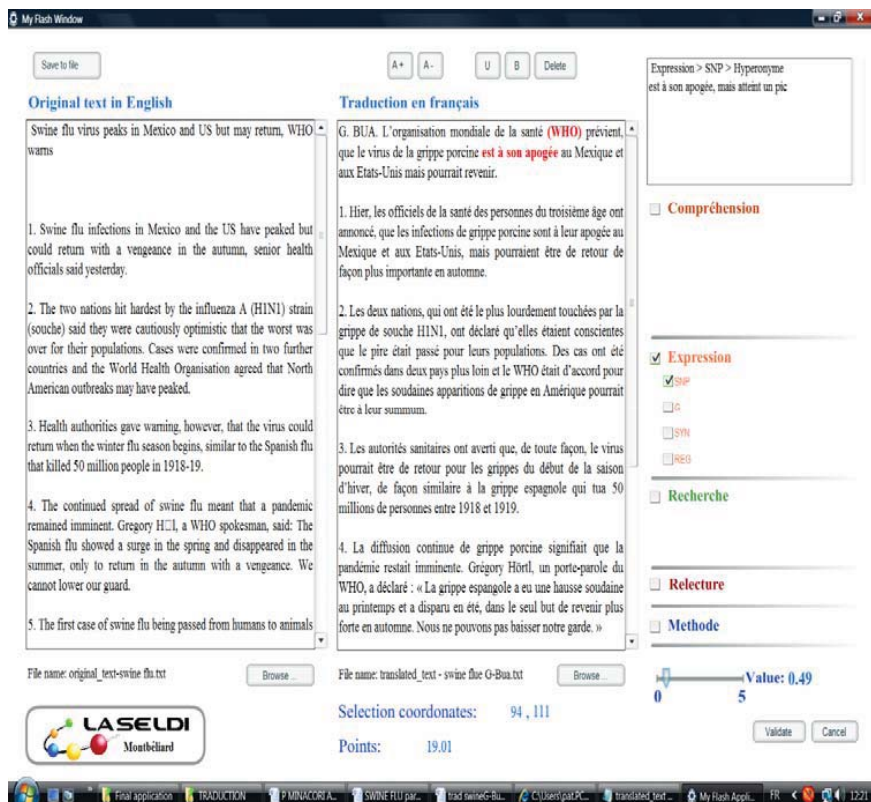 My Flash Window
Save to file
A+
A-
U
B
Delete
Original text in English
Traduction en français
Expression > SNP > Hyperonyme
est à son apogée, mais atteint un pic
Swine flu virus peaks in Mexico and US but may return, WHO
warns
1. Swine flu infections in Mexico and the US have peaked but
could return with a vengeance in the autumn, senior health
officials said yesterday.
2. The two nations hit hardest by the influenza A (H1N1) strain
(souche) said they were cautiously optimistic that the worst was
over for their populations. Cases were confirmed in two further
countries and the World Health Organisation agreed that North
American outbreaks may have peaked.
3. Health authorities gave warning, however, that the virus could
return when the winter flu season begins, similar to the Spanish flu
that killed 50 million people in 1918-19.
4. The continued spread of swine flu meant that a pandemic
remained imminent. Gregory H□l, a WHO spokesman, said: The
Spanish flu showed a surge in the spring and disappeared in the
summer, only to return in the autumn with a vengeance. We
cannot lower our guard.
5. The first case of swine flu being passed from humans to animals
G. BUA. L'organisation mondiale de la santé (WHO) prévient,
que le virus de la grippe porcine est à son apogée au Mexique et
aux Etats-Unis mais pourrait revenir.
1. Hier, les officiels de la santé des personnes du troisième âge ont
annoncé, que les infections de grippe porcine sont à leur apogée au
Mexique et aux Etats-Unis, mais pourraient être de retour de
façon plus importante en automne.
2. Les deux nations, qui ont été le plus lourdement touchées par la
grippe de souche H1N1, ont déclaré qu'elles étaient conscientes
que le pire était passé pour leurs populations. Des cas ont été
confirmés dans deux pays plus loin et le WHO était d'accord pour
dire que les soudaines apparitions de grippe en Amérique pourrait
être à leur summum.
3. Les autorités sanitaires ont averti que, de toute façon, le virus
pourrait être de retour pour les grippes du début de la saison
d'hiver, de façon similaire à la grippe espagnole qui tua 50
millions de personnes entre 1918 et 1919.
4. La diffusion continue de grippe porcine signifiait que la
pandémie restait imminente. Grégory Hörtl, un porte-parole du
WHO, a déclaré : « La grippe espangole a eu une hausse soudaine
au printemps et a disparu en été, dans le seul but de revenir plus
forte en automne. Nous ne pouvons pas baisser notre garde. »
Compréhension
Expression
SNP
G
SYN
REG
Recherche
Relecture
Methode
Value: 0.49
0 5
Validate
Cancel
File name: original_text-swine flu.txt
Browse ...
File name: translated_text - swine flue G-Bua.txt
Browse ...
Selection coordonates: 94 , 111
Points: 19.01
LASELDI
Montbéliard
Final application
TRADUCTION
P MINACORI A...
SWINE FLU par...
trad swineG-Bu...
C:\Users\pat.PC...
translated_text ...
My Flash Appli...
FR
12:21